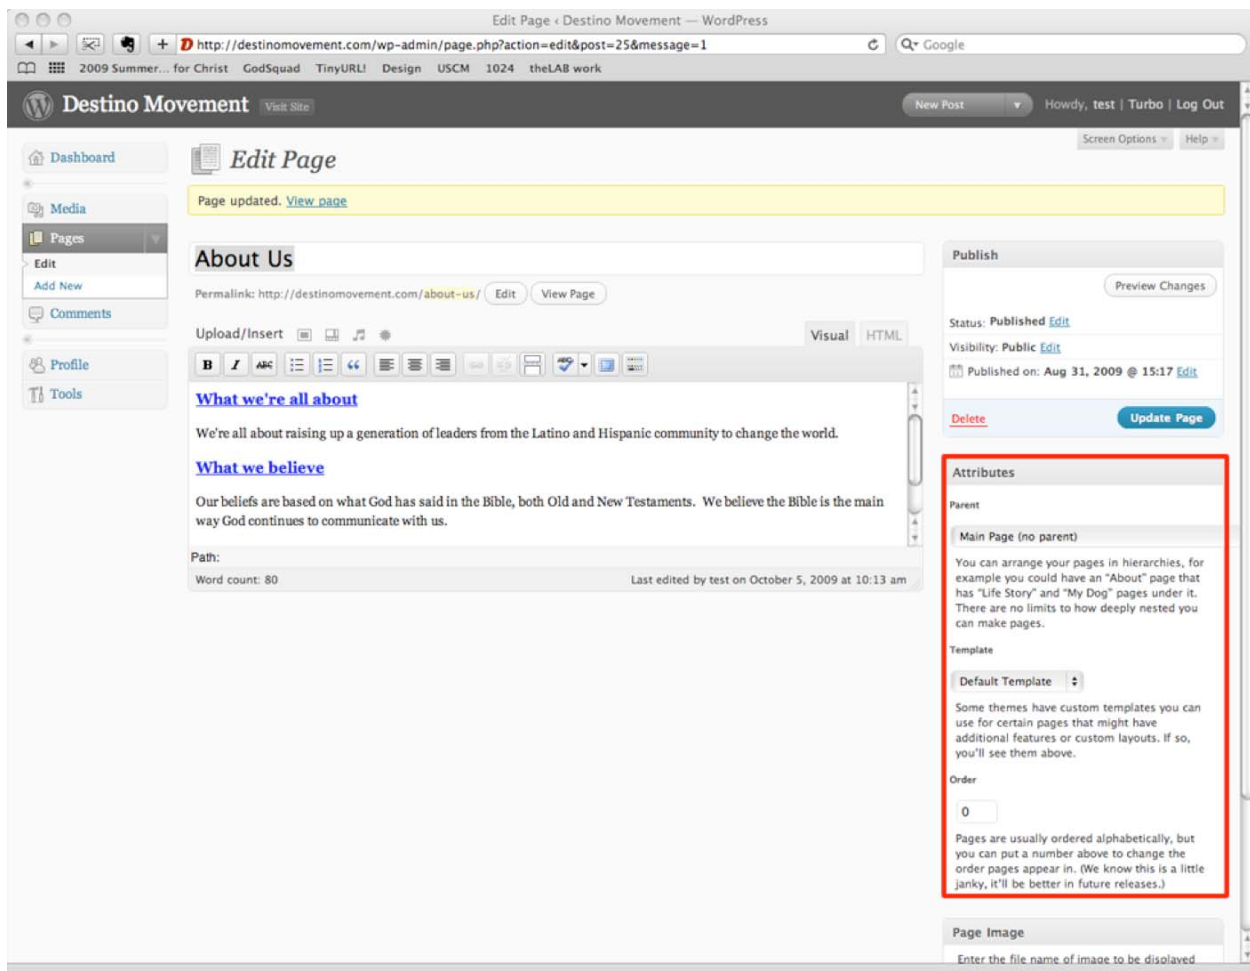 Edit Page ‹ Destino Movement — WordPress
http://destinomovement.com/wp-admin/page.php?action=edit&post=25&message=1
Google
2009 Summer... for Christ GodSquad TinyURL! Design USCM 1024 theLAB work
Destino Movement Visit Site
New Post
Howdy, test | Turbo | Log Out
Screen Options
Help
Dashboard
Media
Pages
Edit
Add New
Comments
Profile
Tools
Edit Page
Page updated. View page
About Us
Permalink: http://destinomovement.com/about-us/ Edit View Page
Upload/Insert
Visual HTML
B I ABC
ABC
What we're all about
We're all about raising up a generation of leaders from the Latino and Hispanic community to change the world.
What we believe
Our beliefs are based on what God has said in the Bible, both Old and New Testaments. We believe the Bible is the main
way God continues to communicate with us.
Path:
Word count: 80
Last edited by test on October 5, 2009 at 10:13 am
Publish
Preview Changes
Status: Published Edit
Visibility: Public Edit
Published on: Aug 31, 2009 @ 15:17 Edit
Delete
Update Page
Attributes
Parent
Main Page (no parent)
You can arrange your pages in hierarchies, for
example you could have an "About" page that
has "Life Story" and "My Dog" pages under it.
There are no limits to how deeply nested you
can make pages.
Template
Default Template
Some themes have custom templates you can
use for certain pages that might have
additional features or custom layouts. If so,
you'll see them above.
Order
0
Pages are usually ordered alphabetically, but
you can put a number above to change the
order pages appear in. (We know this is a little
janky, it'll be better in future releases.)
Page Image
Enter the file name of image to be displayed